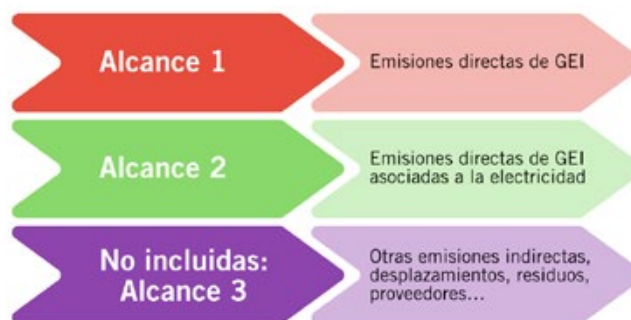 Alcance 1
Emisiones directas de GEI
Alcance 2
Emisiones directas de GEI
asociadas a la electricidad
No incluidas:
Alcance 3
Otras emisiones indirectas,
desplazamientos, residuos,
proveedores...